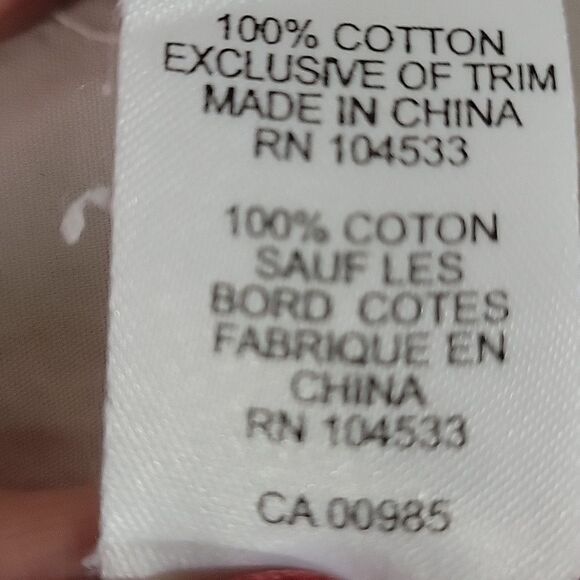 100% COTTON
EXCLUSIVE OF TRIM
MADE IN CHINA
RN 104533
100% COTON
SAUF LES
BORD COTES
FABRIQUE EN
CHINA
RN 104533
CA 00985